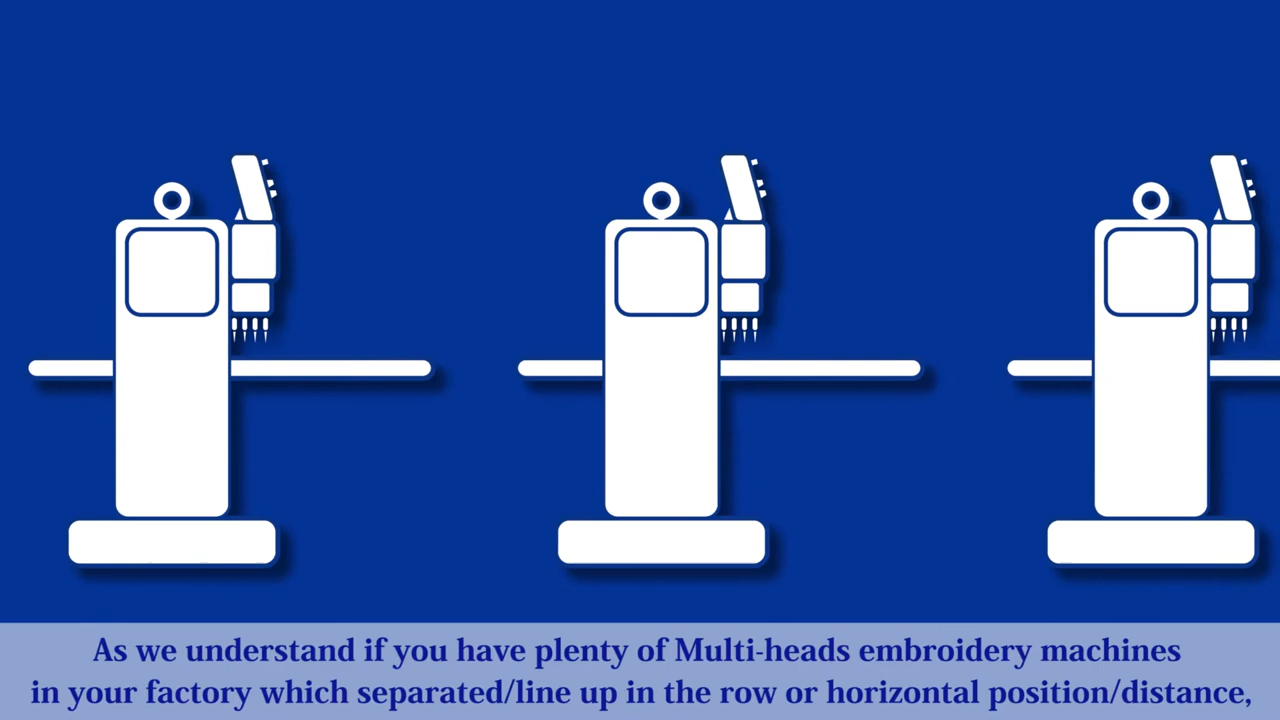 As we understand if you have plenty of Multi-heads embroidery machines
in your factory which separated/line up in the row or horizontal position/distance,